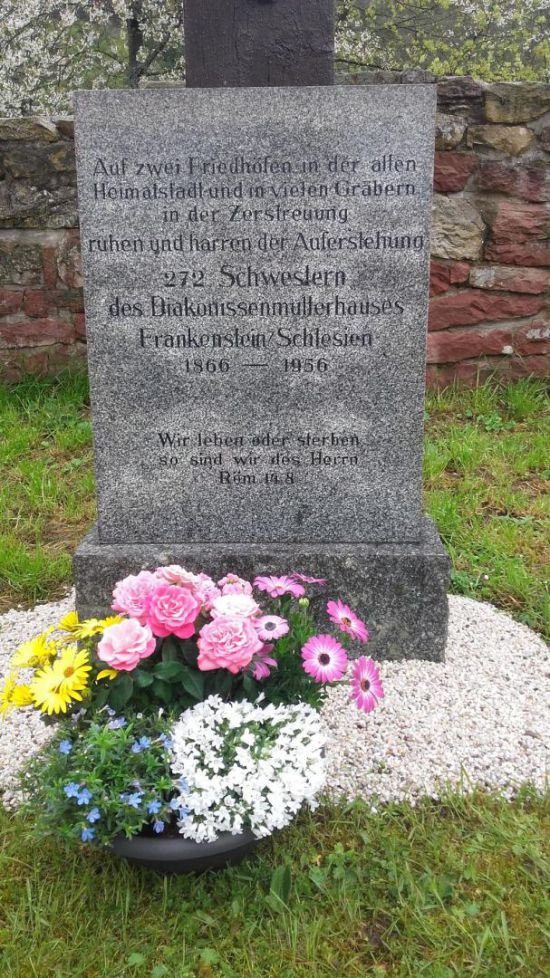 Auf zwei Friedhöfen in der alten
Heimatstadt und in vielen Gräbern
in der Zerstreuung
ruhen und harren der Auferstehung
272 Schwestern
des Diakonissenmutterhauses
Frankenstein/Schlesien
1866 — 1956
Wir leben oder sterben
so sind wir des Herrn
Röm 14.8